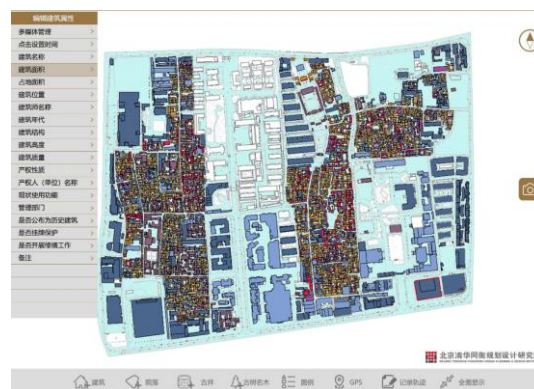 编辑建筑属性
多媒体管理
点击设置时间
建筑名称
建筑面积
占地面积
建筑位置
建筑师名称
建筑年代
建筑结构
建筑高度
建筑质量
产权性质
产权人（单位）名称
现状使用功能
管理部门
是否公布为历史建筑
是否挂牌保护
是否开展修缮工作
备注
北京清华同衡规划设计研究
建筑 院落 古井 古树名木 图例 GPS 记录轨迹 全图显示